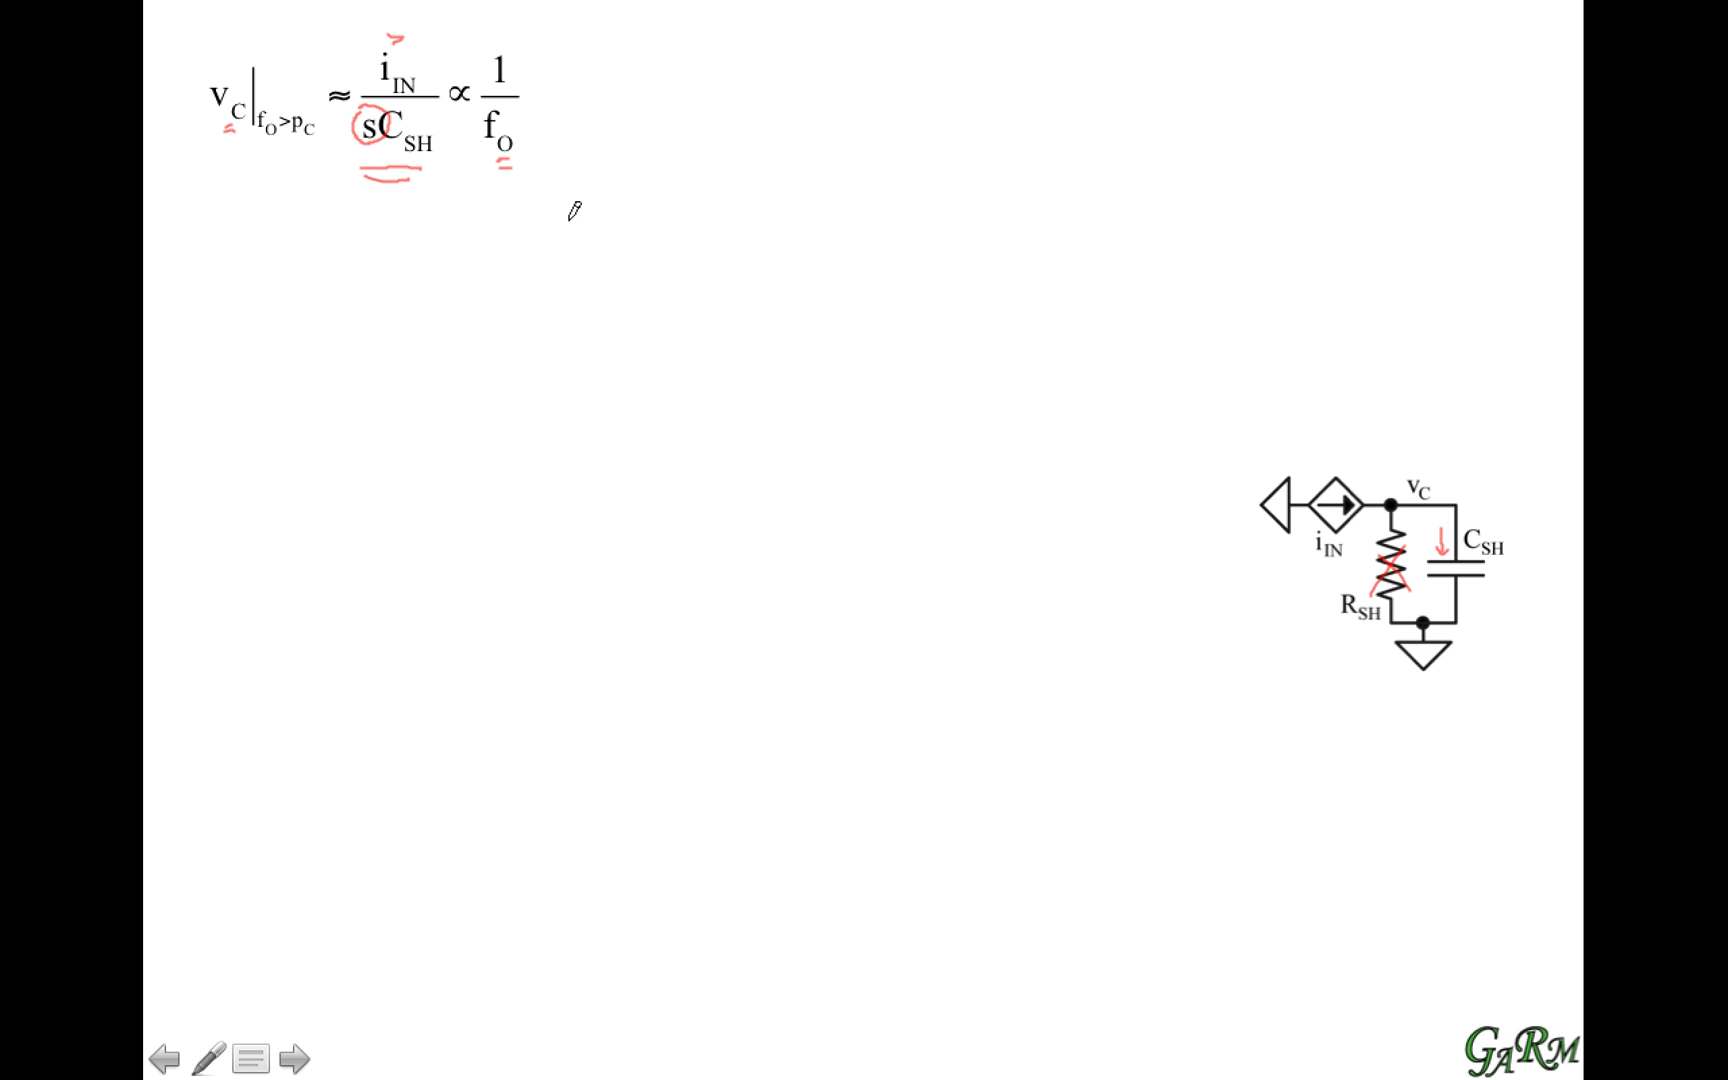 v_C|_{f_O>p_C} ≈ i_IN / sC_SH ∝ 1 / f_O
v_C
i_IN
C_SH
R_SH
GARM